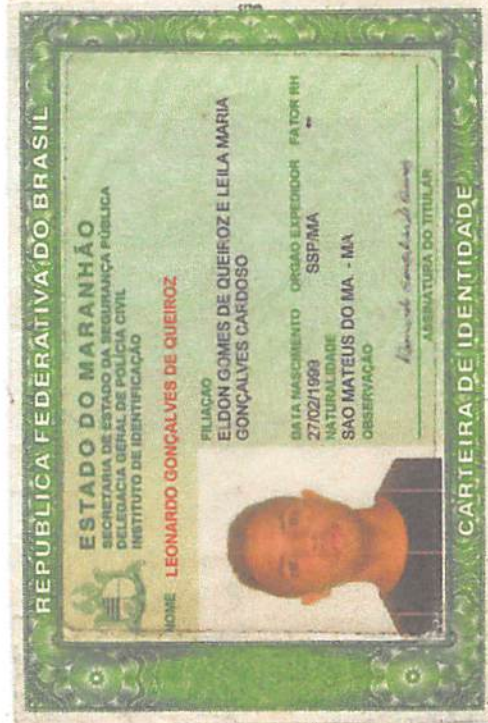 REPÚBLICA FEDERATIVA DO BRASIL
ESTADO DO MARANHÃO
SECRETARIA DE ESTADO DA SEGURANÇA PÚBLICA
DELEGACIA GERAL DE POLÍCIA CIVIL
INSTITUTO DE IDENTIFICAÇÃO
NOME LEONARDO GONÇALVES DE QUEIROZ
FILIAÇÃO
ELDON GOMES DE QUEIROZ E LEILA MARIA
GONÇALVES CARDOSO
DATA NASCIMENTO ORGÃO EXPEDIDOR FATOR RH
27/02/1999 SSP/MA
NATURALIDADE
SAO MATEUS DO MA. - MA
OBSERVAÇÃO
ASSINATURA DO TITULAR
CARTEIRA DE IDENTIDADE